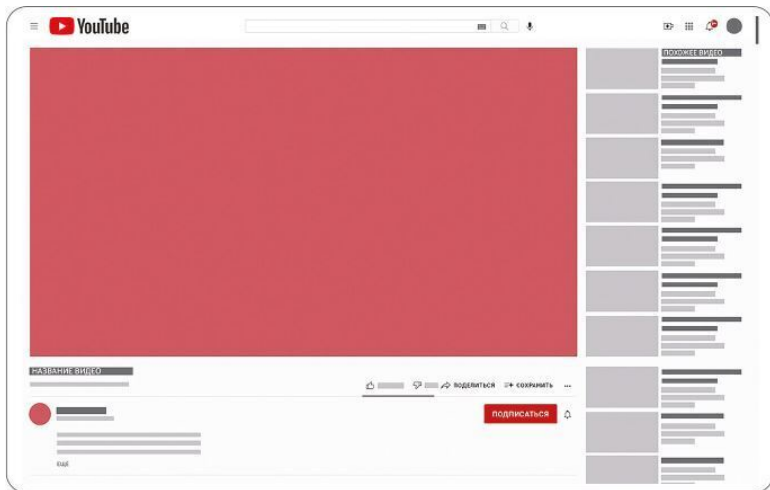 YouTube
ПОХОЖЕЕ ВИДЕО
НАЗВАНИЕ ВИДЕО
ПОДЕЛИТЬСЯ
СОХРАНИТЬ
ПОДПИСАТЬСЯ
ЕЩЁ